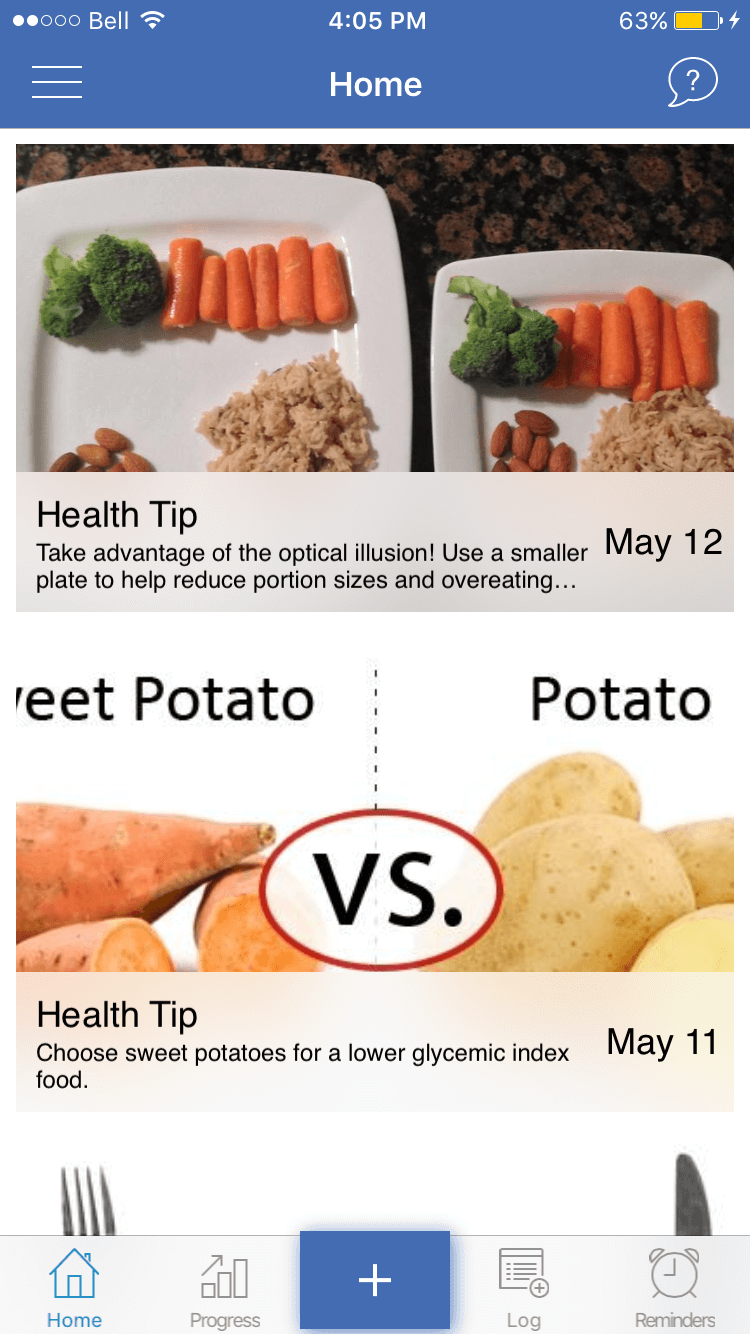 Bell 4:05 PM 63%
Home
?
Health Tip
May 12
Take advantage of the optical illusion! Use a smaller
plate to help reduce portion sizes and overeating…
eet Potato
Potato
VS.
Health Tip
May 11
Choose sweet potatoes for a lower glycemic index
food.
+
Home Progress Log Reminders